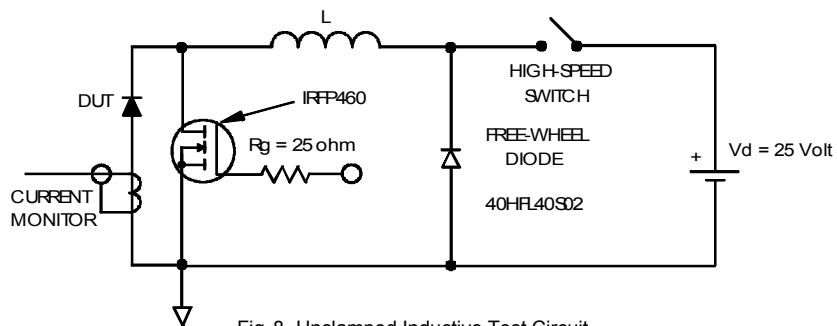 L
HIGH-SPEED
SWITCH
DUT
IRFP460
Rg = 25 ohm
FREE-WHEEL
DIODE
+
Vd = 25 Volt
CURRENT
MONITOR
40HFL40S02
Fig. 8 - Unclamped Inductive Test Circuit